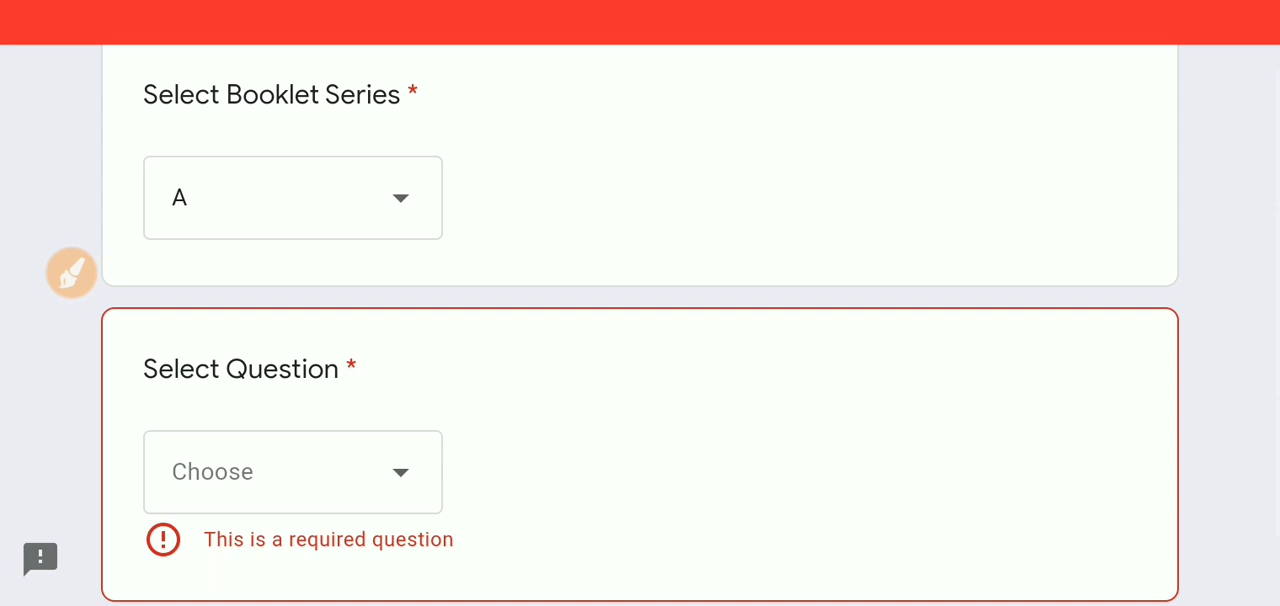 Select Booklet Series *
A
Select Question *
Choose
This is a required question